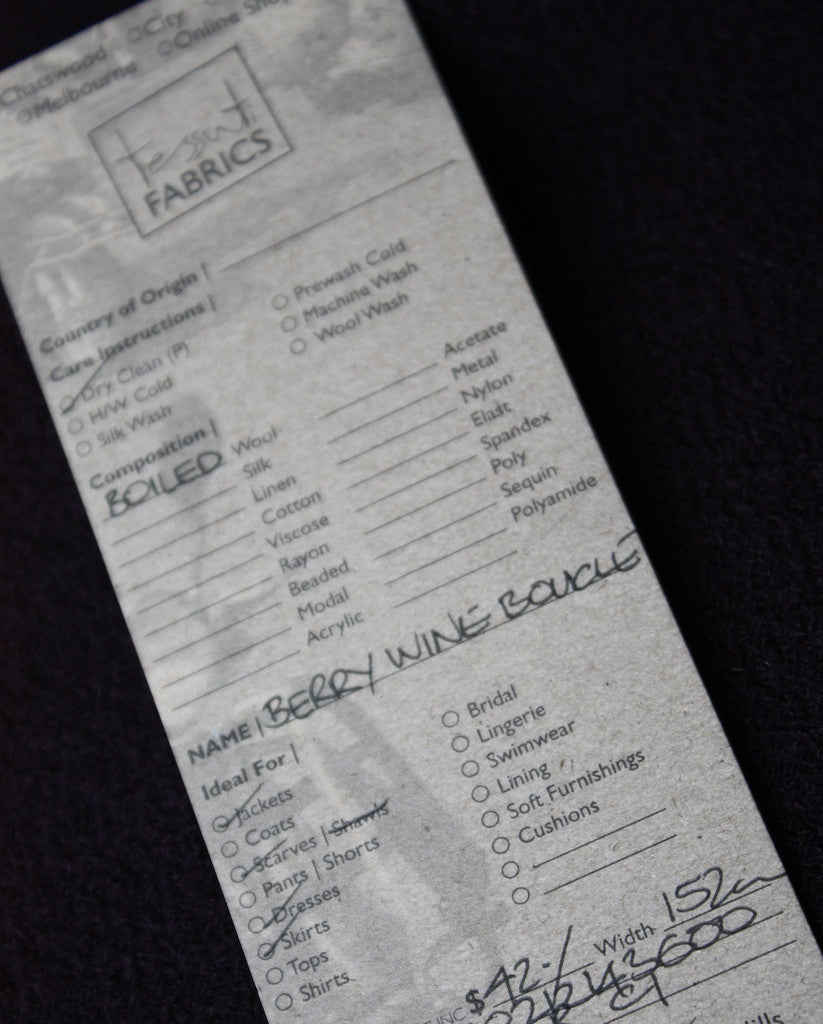 Chatswood City
Melbourne Online Shop
tessuti
FABRICS
Country of Origin |
Care Instructions |
Dry Clean (P)
H/W Cold
Silk Wash
Prewash Cold
Machine Wash
Wool Wash
Composition |
BOILED Wool
Silk
Linen
Cotton
Viscose
Rayon
Beaded
Modal
Acrylic
Acetate
Metal
Nylon
Elast
Spandex
Poly
Sequin
Polyamide
NAME | BERRY WINE BOUCLÉ
Ideal For |
Jackets
Coats
Scarves | Shawls
Pants | Shorts
Dresses
Skirts
Tops
Shirts
Bridal
Lingerie
Swimwear
Lining
Soft Furnishings
Cushions
$42-/ Width 152cm